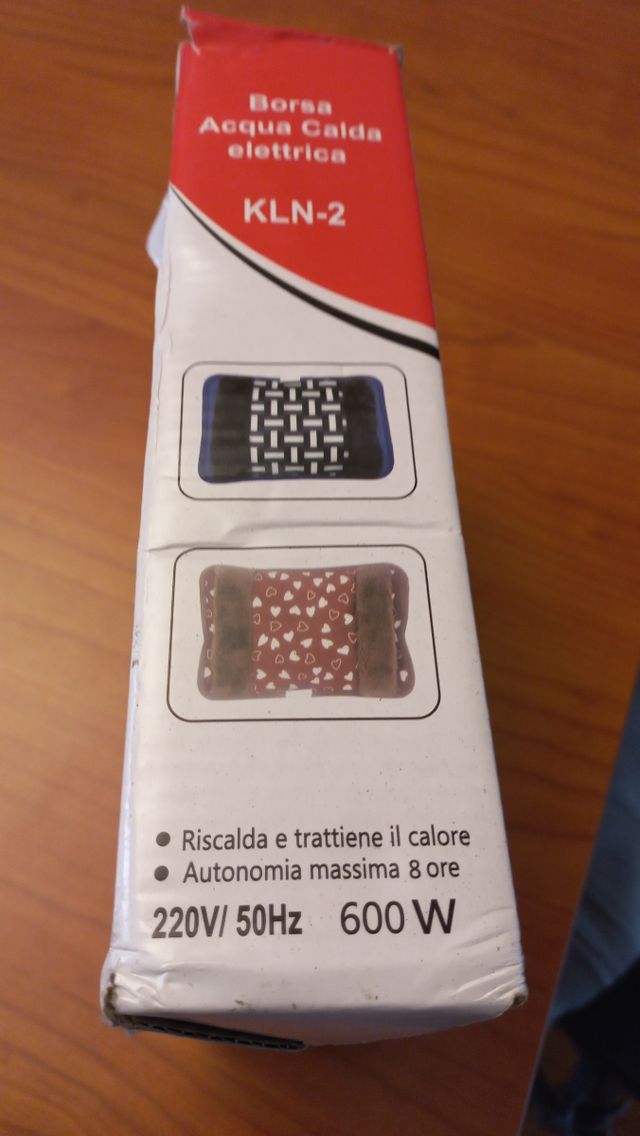 Borsa
Acqua Calda
elettrica
KLN-2
● Riscalda e trattiene il calore
● Autonomia massima 8 ore
220V/ 50Hz 600 W